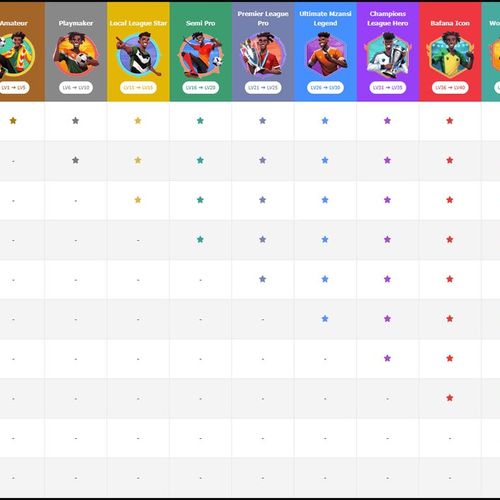 Amateur
LV1 → LV5
Playmaker
LV6 → LV10
Local League Star
LV11 → LV15
Semi Pro
LV16 → LV20
Premier League
Pro
LV21 → LV25
Ultimate Mzansi
Legend
LV26 → LV30
Champions
League Hero
LV31 → LV35
Bafana Icon
LV36 → LV40